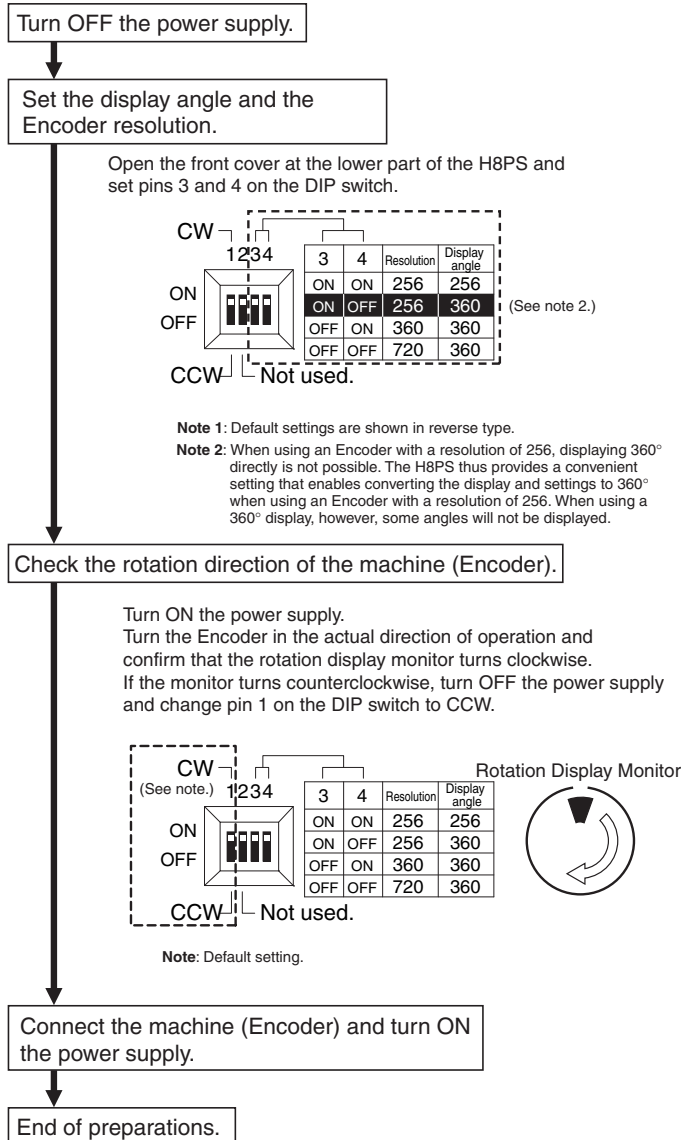 Turn OFF the power supply.
Set the display angle and the
Encoder resolution.
Open the front cover at the lower part of the H8PS and
set pins 3 and 4 on the DIP switch.
CW
1234
ON
OFF
CCW
Not used.
3 4 Resolution Display angle
ON ON 256 256
ON OFF 256 360
OFF ON 360 360
OFF OFF 720 360
(See note 2.)
Note 1: Default settings are shown in reverse type.
Note 2: When using an Encoder with a resolution of 256, displaying 360°
directly is not possible. The H8PS thus provides a convenient
setting that enables converting the display and settings to 360°
when using an Encoder with a resolution of 256. When using a
360° display, however, some angles will not be displayed.
Check the rotation direction of the machine (Encoder).
Turn ON the power supply.
Turn the Encoder in the actual direction of operation and
confirm that the rotation display monitor turns clockwise.
If the monitor turns counterclockwise, turn OFF the power supply
and change pin 1 on the DIP switch to CCW.
CW
(See note.)
1234
ON
OFF
CCW
Not used.
3 4 Resolution Display angle
ON ON 256 256
ON OFF 256 360
OFF ON 360 360
OFF OFF 720 360
Rotation Display Monitor
Note: Default setting.
Connect the machine (Encoder) and turn ON
the power supply.
End of preparations.